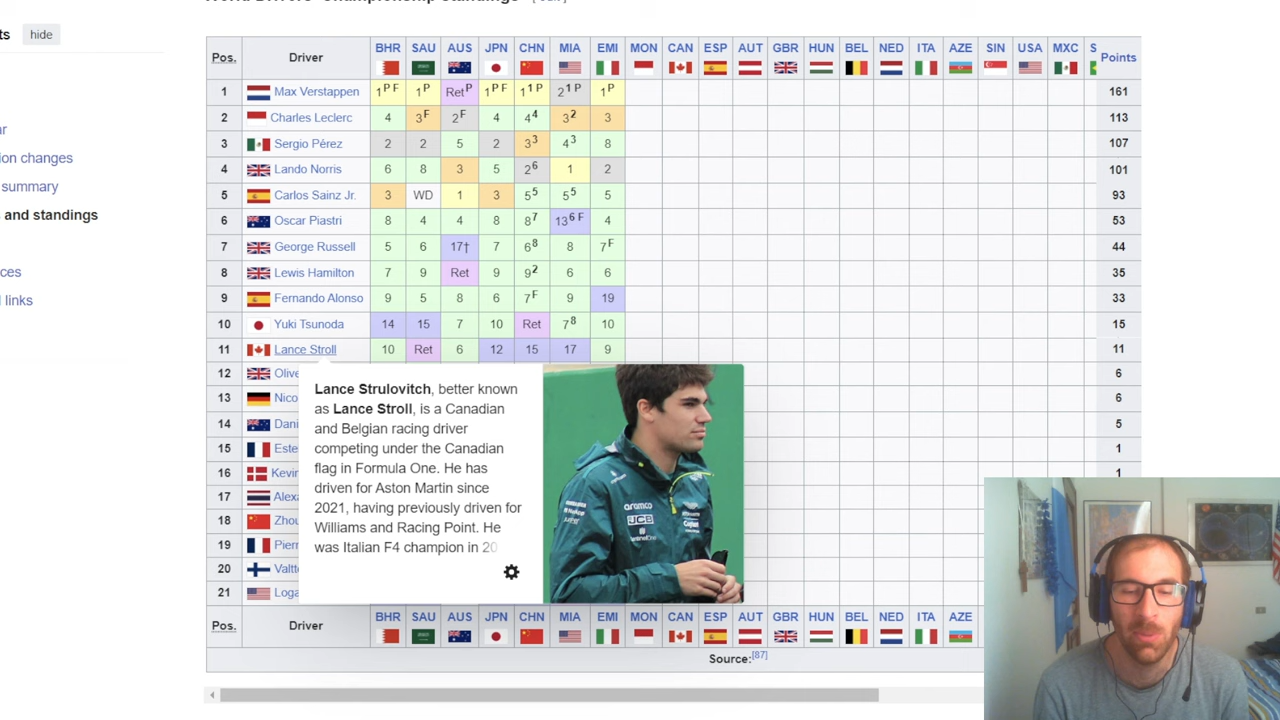 World Drivers' Championship standings [ edit ]
ts hide
ar
ion changes
summary
s and standings
ces
l links
Pos. Driver BHR SAU AUS JPN CHN MIA EMI MON CAN ESP AUT GBR HUN BEL NED ITA AZE SIN USA MXC S Points
1 Max Verstappen 1 P F 1 P Ret P 1 P F 1 1 P 2 1 P 1 P 161
2 Charles Leclerc 4 3 F 2 F 4 4 4 3 2 3 113
3 Sergio Pérez 2 2 5 2 3 3 4 3 8 107
4 Lando Norris 6 8 3 5 2 6 1 2 101
5 Carlos Sainz Jr. 3 WD 1 3 5 5 5 5 5 93
6 Oscar Piastri 8 4 4 8 8 7 13 6 F 4 53
7 George Russell 5 6 17† 7 6 8 8 7 F 44
8 Lewis Hamilton 7 9 Ret 9 9 2 6 6 35
9 Fernando Alonso 9 5 8 6 7 F 9 19 33
10 Yuki Tsunoda 14 15 7 10 Ret 7 8 10 15
11 Lance Stroll 10 Ret 6 12 15 17 9 11
12 Olive 6
13 Nico 6
14 Dani 5
15 Este 1
16 Kevin 1
17 Alexa
18 Zhou
19 Pierr
20 Valtt
21 Loga
Lance Strulovitch, better known
as Lance Stroll, is a Canadian
and Belgian racing driver
competing under the Canadian
flag in Formula One. He has
driven for Aston Martin since
2021, having previously driven for
Williams and Racing Point. He
was Italian F4 champion in 20
aramco
JCB
Pos. Driver BHR SAU AUS JPN CHN MIA EMI MON CAN ESP AUT GBR HUN BEL NED ITA AZE
Source:[87]